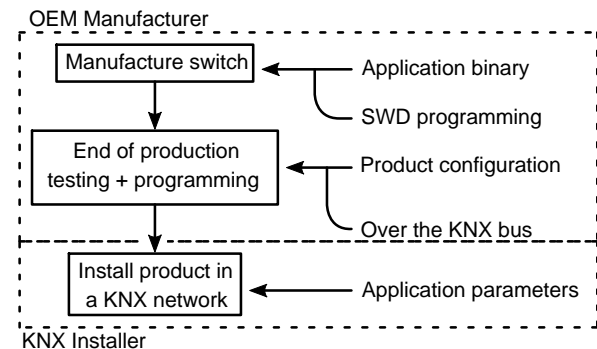 OEM Manufacturer
Manufacture switch
Application binary
SWD programming
End of production
testing + programming
Product configuration
Over the KNX bus
Install product in
a KNX network
Application parameters
KNX Installer